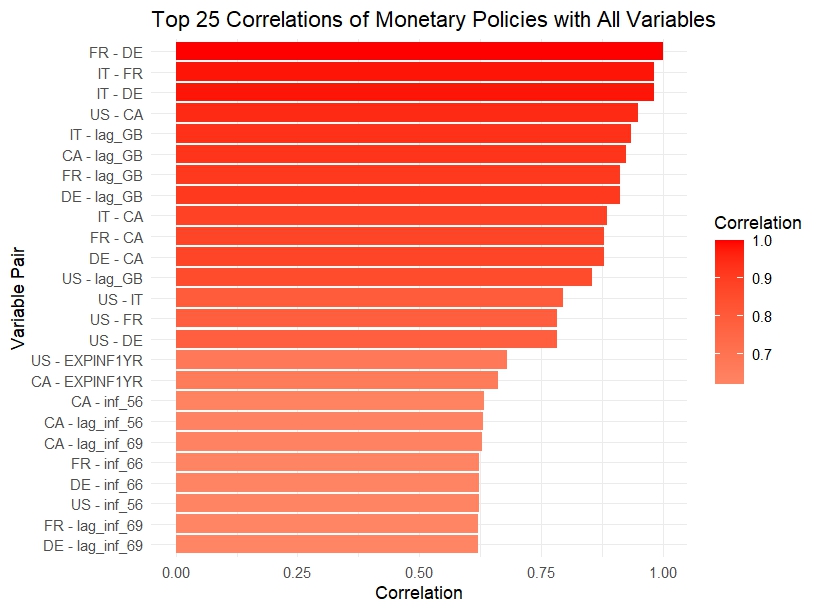 Top 25 Correlations of Monetary Policies with All Variables
Variable Pair
FR - DE
IT - FR
IT - DE
US - CA
IT - lag_GB
CA - lag_GB
FR - lag_GB
DE - lag_GB
IT - CA
FR - CA
DE - CA
US - lag_GB
US - IT
US - FR
US - DE
US - EXPINF1YR
CA - EXPINF1YR
CA - inf_56
CA - lag_inf_56
CA - lag_inf_69
FR - inf_66
DE - inf_66
US - inf_56
FR - lag_inf_69
DE - lag_inf_69
0.00 0.25 0.50 0.75 1.00
Correlation
Correlation
1.0
0.9
0.8
0.7